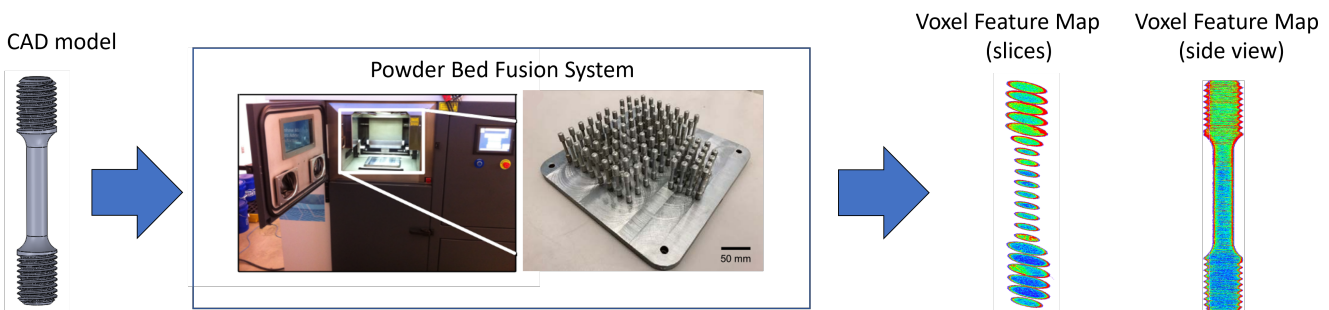 CAD model
Powder Bed Fusion System
50 mm
Voxel Feature Map
(slices)
Voxel Feature Map
(side view)